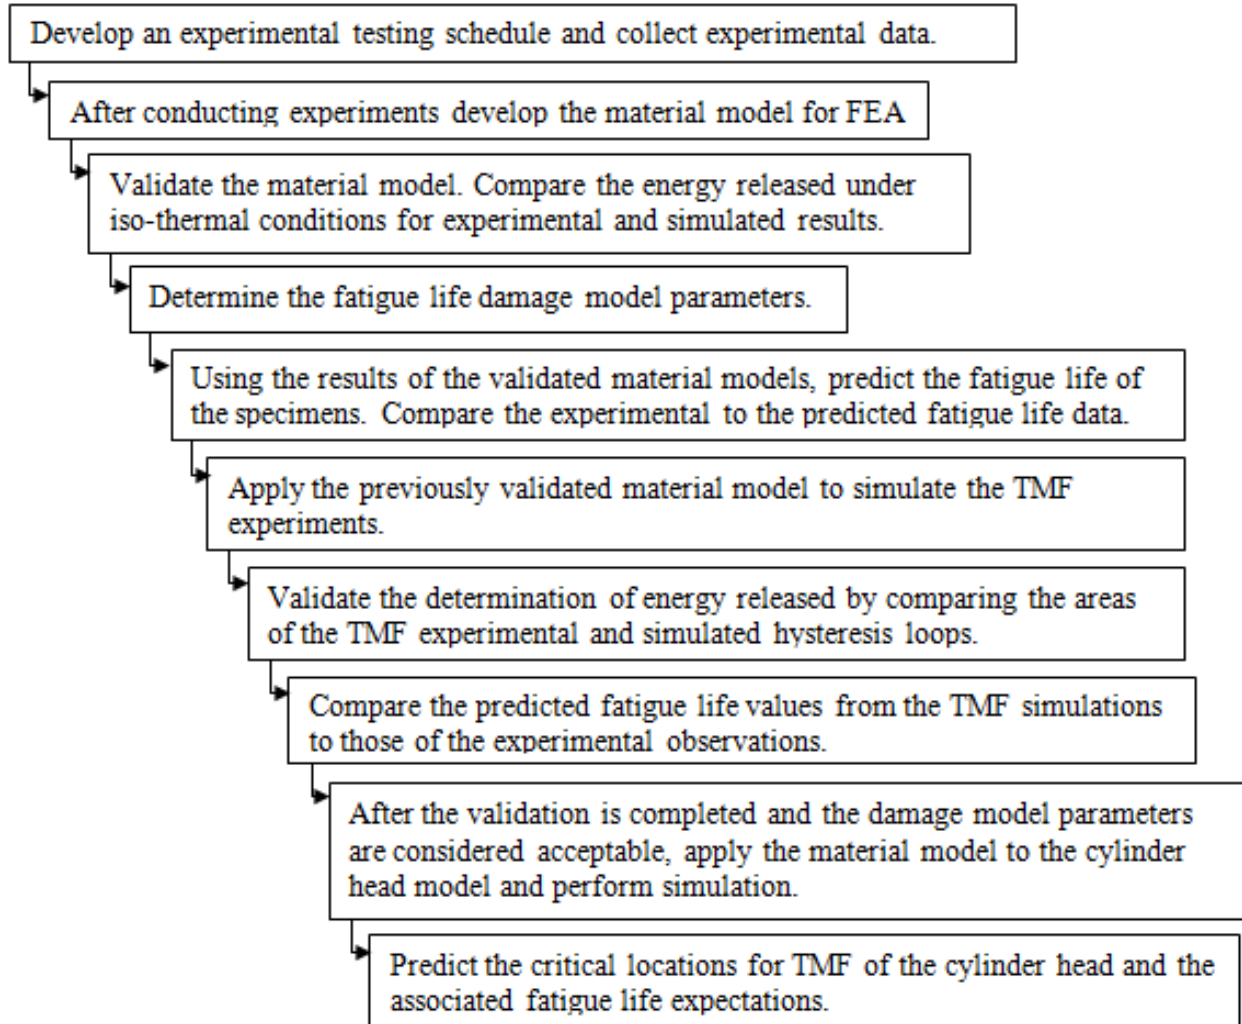 Develop an experimental testing schedule and collect experimental data.
After conducting experiments develop the material model for FEA
Validate the material model. Compare the energy released under
iso-thermal conditions for experimental and simulated results.
Determine the fatigue life damage model parameters.
Using the results of the validated material models, predict the fatigue life of
the specimens. Compare the experimental to the predicted fatigue life data.
Apply the previously validated material model to simulate the TMF
experiments.
Validate the determination of energy released by comparing the areas
of the TMF experimental and simulated hysteresis loops.
Compare the predicted fatigue life values from the TMF simulations
to those of the experimental observations.
After the validation is completed and the damage model parameters
are considered acceptable, apply the material model to the cylinder
head model and perform simulation.
Predict the critical locations for TMF of the cylinder head and the
associated fatigue life expectations.